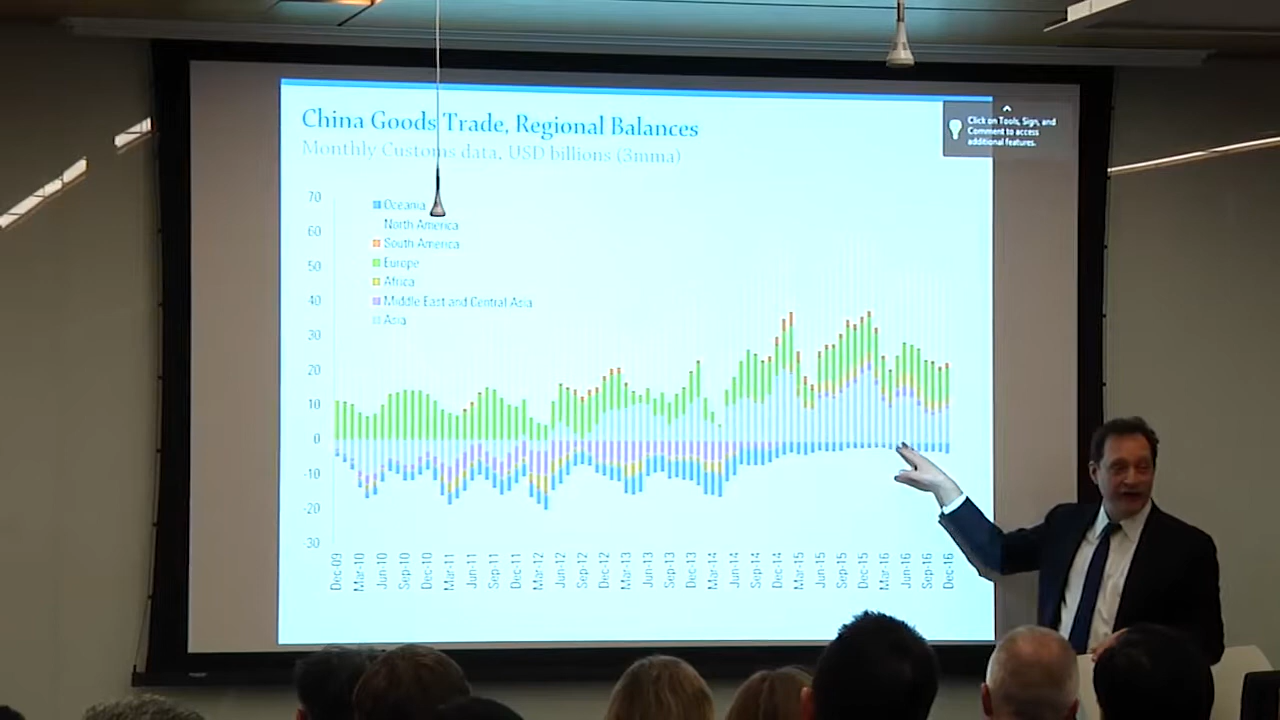 China Goods Trade, Regional Balances
Monthly Customs data, USD billions (3mma)
Click on Tools, Sign, and
Comment to access
additional features.
70
60
50
40
30
20
10
0
-10
-20
-30
Oceania
North America
South America
Europe
Africa
Middle East and Central Asia
Asia
Dec-09
Mar-10
Jun-10
Sep-10
Dec-10
Mar-11
Jun-11
Sep-11
Dec-11
Mar-12
Jun-12
Sep-12
Dec-12
Mar-13
Jun-13
Sep-13
Dec-13
Mar-14
Jun-14
Sep-14
Dec-14
Mar-15
Jun-15
Sep-15
Dec-15
Mar-16
Jun-16
Sep-16
Dec-16